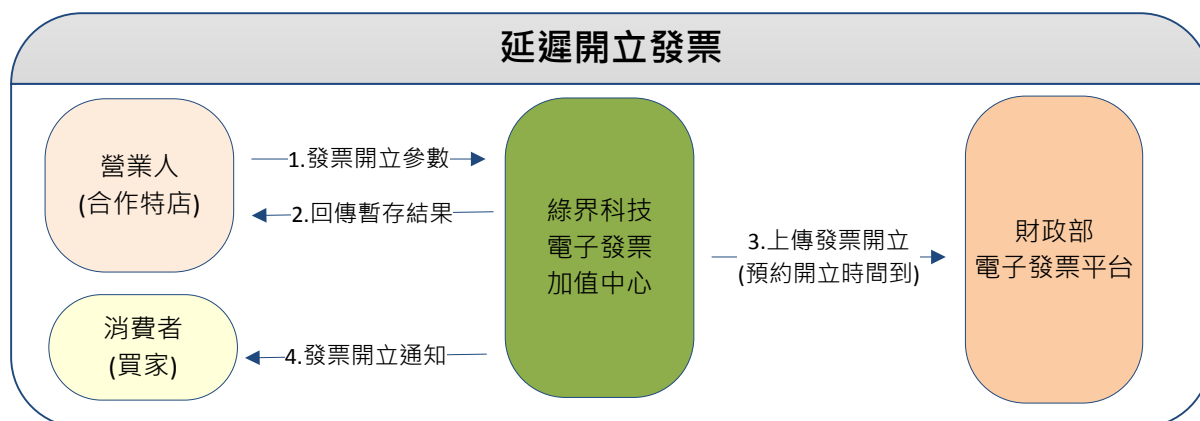 延遲開立發票
營業人
(合作特店)
1.發票開立參數
2.回傳暫存結果
綠界科技
電子發票
加值中心
3.上傳發票開立
(預約開立時間到)
財政部
電子發票平台
消費者
(買家)
4.發票開立通知